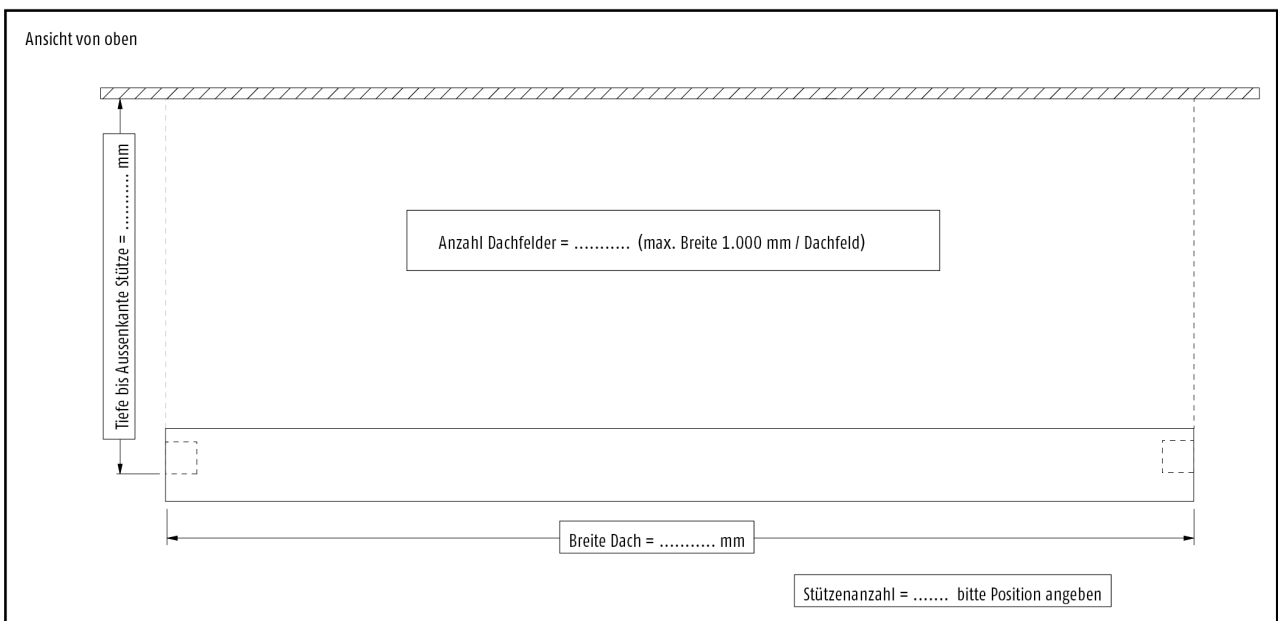 Ansicht von oben
Tiefe bis Aussenkante Stütze = ........... mm
Anzahl Dachfelder = ........... (max. Breite 1.000 mm / Dachfeld)
Breite Dach = ........... mm
Stützenanzahl = ....... bitte Position angeben